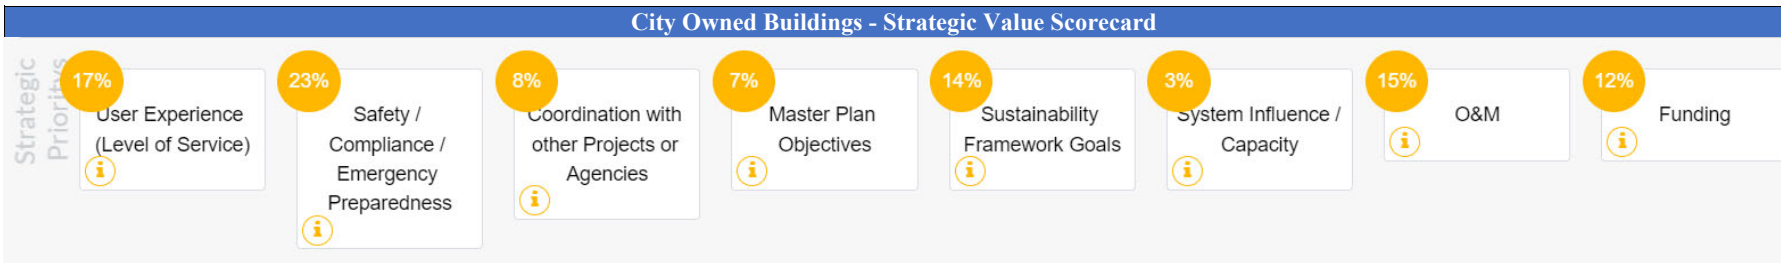 City Owned Buildings - Strategic Value Scorecard
Strategic
Prioritys
17%
User Experience
(Level of Service)
i
23%
Safety /
Compliance /
Emergency
Preparedness
i
8%
Coordination with
other Projects or
Agencies
i
7%
Master Plan
Objectives
i
14%
Sustainability
Framework Goals
i
3%
System Influence /
Capacity
i
15%
O&M
i
12%
Funding
i